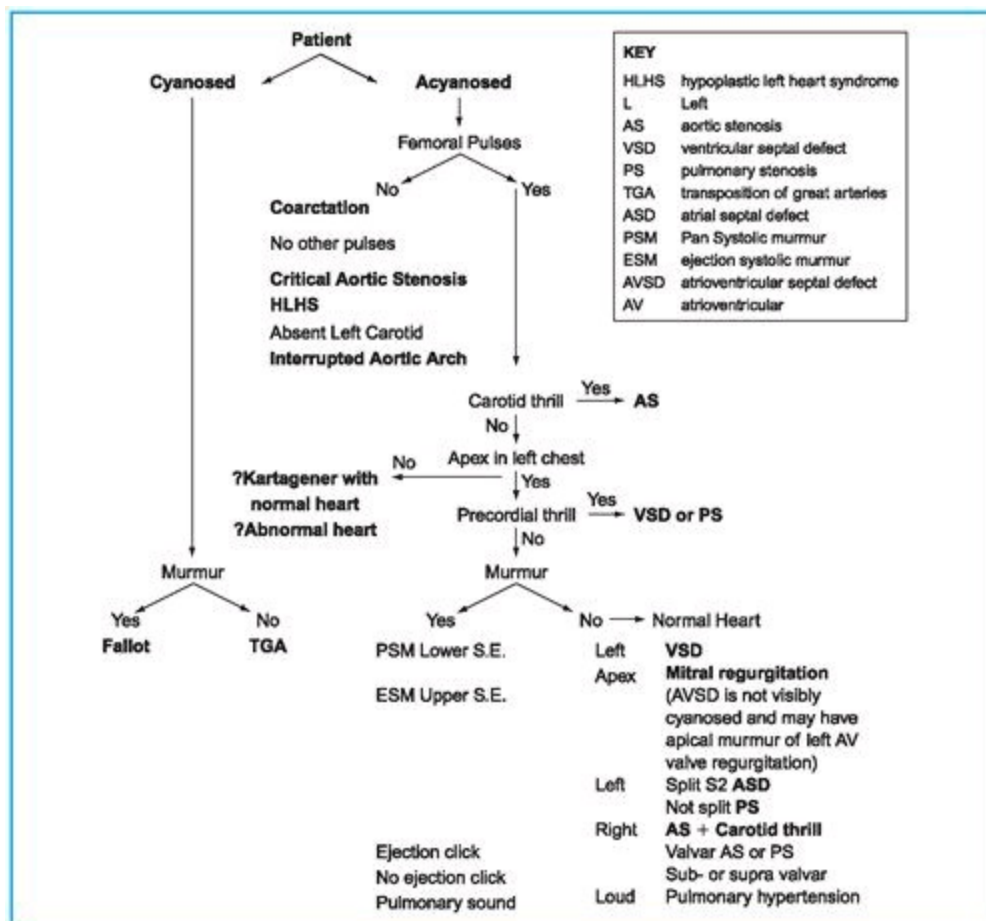 Patient
Cyanosed Acyanosed
Femoral Pulses
No Yes
Coarctation
No other pulses
Critical Aortic Stenosis
HLHS
Absent Left Carotid
Interrupted Aortic Arch
KEY
HLHS hypoplastic left heart syndrome
L Left
AS aortic stenosis
VSD ventricular septal defect
PS pulmonary stenosis
TGA transposition of great arteries
ASD atrial septal defect
PSM Pan Systolic murmur
ESM ejection systolic murmur
AVSD atrioventricular septal defect
AV atrioventricular
Carotid thrill Yes AS
No
Apex in left chest
No Yes
?Kartagener with
normal heart
?Abnormal heart
Precordial thrill Yes VSD or PS
No
Murmur
Yes No
Fallot TGA
Murmur
Yes No Normal Heart
PSM Lower S.E. Left VSD
Apex Mitral regurgitation
(AVSD is not visibly
cyanosed and may have
apical murmur of left AV
valve regurgitation)
ESM Upper S.E.
Left Split S2 ASD
Not split PS
Right AS + Carotid thrill
Ejection click Valvar AS or PS
No ejection click Sub- or supra valvar
Pulmonary sound Loud Pulmonary hypertension